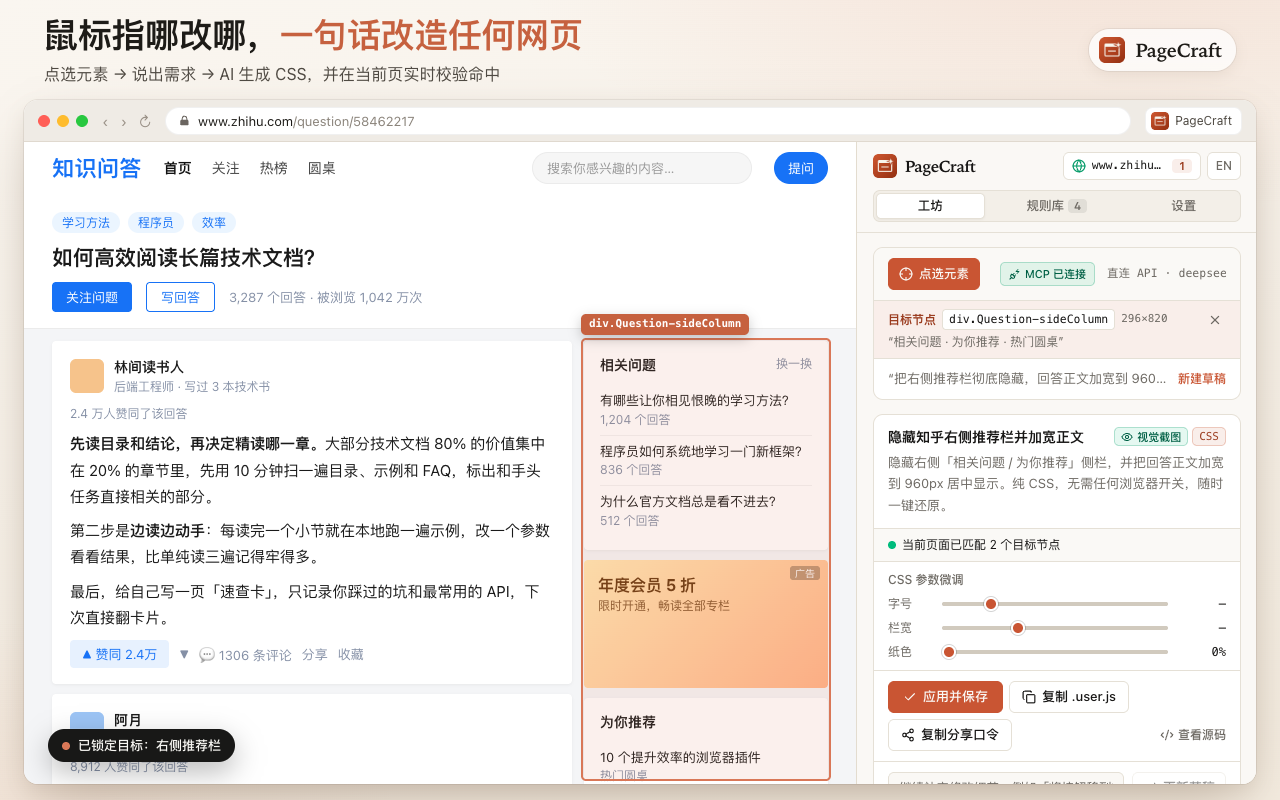 鼠标指哪改哪，一句话改造任何网页
点选元素 → 说出需求 → AI 生成 CSS，并在当前页实时校验命中
PageCraft
www.zhihu.com/question/58462217
PageCraft
知识问答 首页 关注 热榜 圆桌 搜索你感兴趣的内容... 提问
学习方法 程序员 效率
如何高效阅读长篇技术文档?
关注问题 写回答 3,287 个回答 · 被浏览 1,042 万次
div.Question-sideColumn
林间读书人
后端工程师 · 写过 3 本技术书
2.4 万人赞同了该回答
先读目录和结论，再决定精读哪一章。大部分技术文档 80% 的价值集中
在 20% 的章节里，先用 10 分钟扫一遍目录、示例和 FAQ，标出和手头
任务直接相关的部分。
第二步是边读边动手：每读完一个小节就在本地跑一遍示例，改一个参数
看看结果，比单纯读三遍记得牢得多。
最后，给自己写一页「速查卡」，只记录你踩过的坑和最常用的 API，下
次直接翻卡片。
▲ 赞同 2.4万 ▼ 💬 1306 条评论 分享 收藏
阿月
已锁定目标：右侧推荐栏
8,912 人赞同了该回答
相关问题 换一换
有哪些让你相见恨晚的学习方法?
1,204 个回答
程序员如何系统地学习一门新框架?
836 个回答
为什么官方文档总是看不进去?
512 个回答
广告
年度会员 5 折
限时开通，畅读全部专栏
为你推荐
10 个提升效率的浏览器插件
热门圆桌
PageCraft www.zhihu… 1 EN
工坊 规则库 4 设置
点选元素 MCP 已连接 直连 API · deepsee
目标节点 div.Question-sideColumn 296×820
“相关问题 · 为你推荐 · 热门圆桌”
“把右侧推荐栏彻底隐藏，回答正文加宽到 960… 新建草稿
隐藏知乎右侧推荐栏并加宽正文 视觉截图 CSS
隐藏右侧「相关问题 / 为你推荐」侧栏，并把回答正文加宽
到 960px 居中显示。纯 CSS，无需任何浏览器开关，随时
一键还原。
当前页面已匹配 2 个目标节点
CSS 参数微调
字号 –
栏宽 –
纸色 0%
应用并保存 复制 .user.js
复制分享口令 </> 查看源码